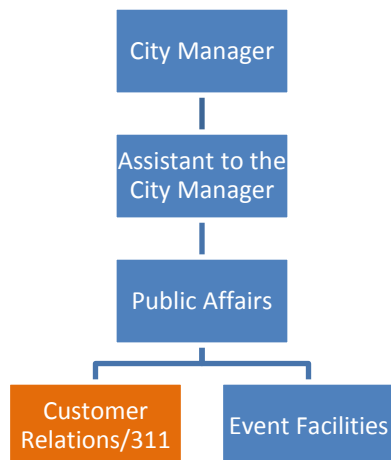 City Manager
Assistant to the
City Manager
Public Affairs
Customer
Relations/311
Event Facilities